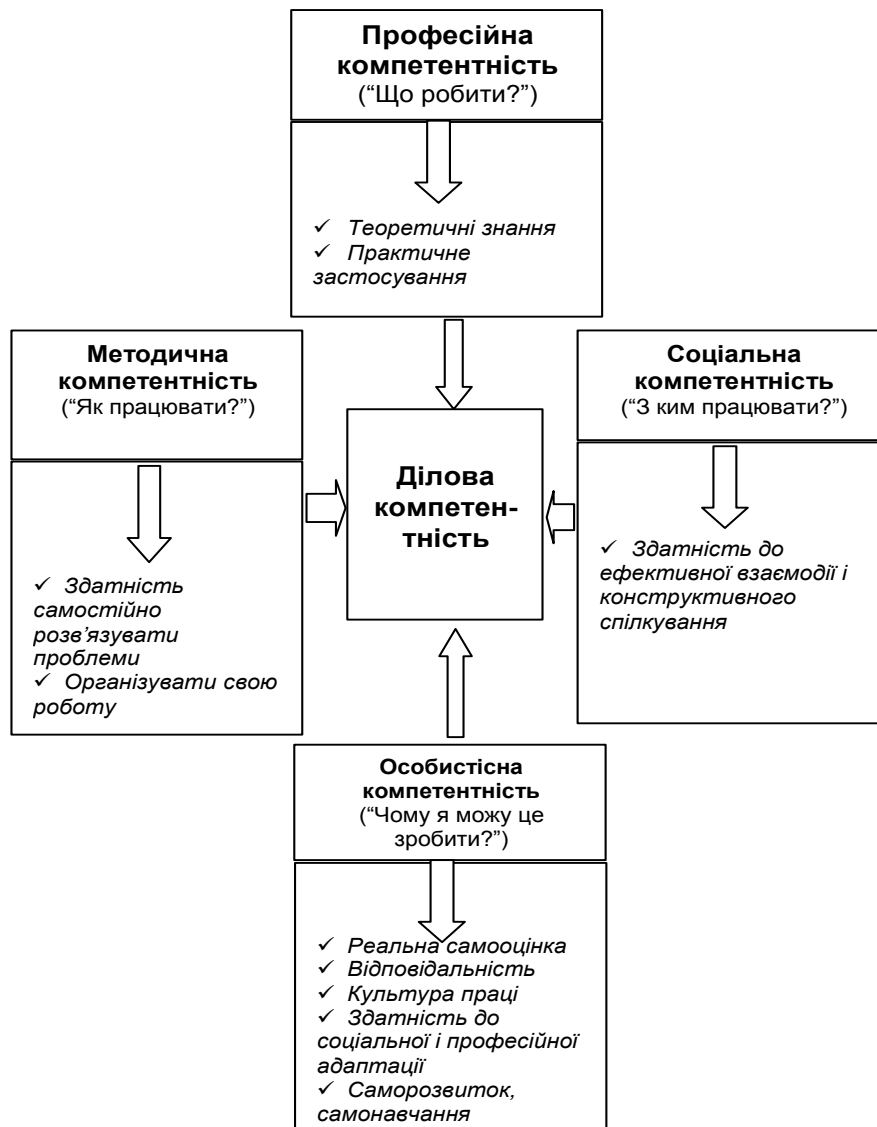 Професійна
компетентність
(“Що робити?”)
✓ Теоретичні знання
✓ Практичне
застосування
Методична
компетентність
(“Як працювати?”)
✓ Здатність
самостійно
розв’язувати
проблеми
✓ Організувати свою
роботу
Ділова
компетен-
тність
Соціальна
компетентність
(“З ким працювати?”)
✓ Здатність до
ефективної взаємодії і
конструктивного
спілкування
Особистісна
компетентність
(“Чому я можу це
зробити?”)
✓ Реальна самооцінка
✓ Відповідальність
✓ Культура праці
✓ Здатність до
соціальної і професійної
адаптації
✓ Саморозвиток,
самонавчання